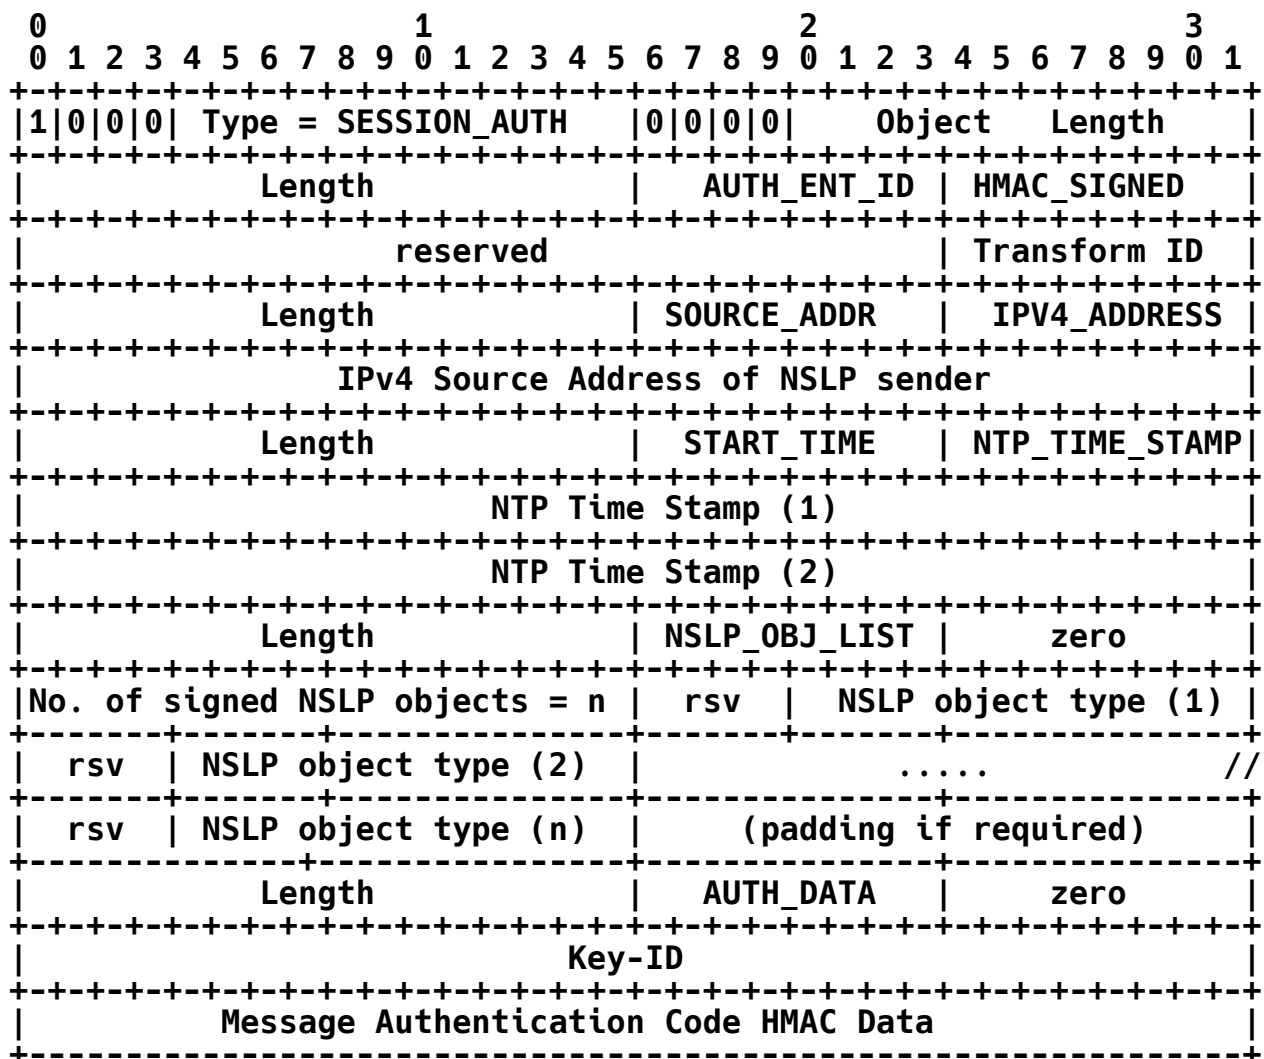 0                   1                   2                   3
 0 1 2 3 4 5 6 7 8 9 0 1 2 3 4 5 6 7 8 9 0 1 2 3 4 5 6 7 8 9 0 1
+-+-+-+-+-+-+-+-+-+-+-+-+-+-+-+-+-+-+-+-+-+-+-+-+-+-+-+-+-+-+-+-+
|1|0|0|0| Type = SESSION_AUTH   |0|0|0|0|    Object   Length    |
+-+-+-+-+-+-+-+-+-+-+-+-+-+-+-+-+-+-+-+-+-+-+-+-+-+-+-+-+-+-+-+-+
|            Length             |   AUTH_ENT_ID | HMAC_SIGNED   |
+-+-+-+-+-+-+-+-+-+-+-+-+-+-+-+-+-+-+-+-+-+-+-+-+-+-+-+-+-+-+-+-+
|                   reserved                    | Transform ID  |
+-+-+-+-+-+-+-+-+-+-+-+-+-+-+-+-+-+-+-+-+-+-+-+-+-+-+-+-+-+-+-+-+
|            Length             | SOURCE_ADDR   |  IPV4_ADDRESS |
+-+-+-+-+-+-+-+-+-+-+-+-+-+-+-+-+-+-+-+-+-+-+-+-+-+-+-+-+-+-+-+-+
|                IPv4 Source Address of NSLP sender             |
+-+-+-+-+-+-+-+-+-+-+-+-+-+-+-+-+-+-+-+-+-+-+-+-+-+-+-+-+-+-+-+-+
|            Length             |  START_TIME   | NTP_TIME_STAMP|
+-+-+-+-+-+-+-+-+-+-+-+-+-+-+-+-+-+-+-+-+-+-+-+-+-+-+-+-+-+-+-+-+
|                        NTP Time Stamp (1)                     |
+-+-+-+-+-+-+-+-+-+-+-+-+-+-+-+-+-+-+-+-+-+-+-+-+-+-+-+-+-+-+-+-+
|                        NTP Time Stamp (2)                     |
+-+-+-+-+-+-+-+-+-+-+-+-+-+-+-+-+-+-+-+-+-+-+-+-+-+-+-+-+-+-+-+-+
|            Length             | NSLP_OBJ_LIST |     zero      |
+-+-+-+-+-+-+-+-+-+-+-+-+-+-+-+-+-+-+-+-+-+-+-+-+-+-+-+-+-+-+-+-+
|No. of signed NSLP objects = n |  rsv  |  NSLP object type (1) |
+-------+-------+---------------+-------+-------+---------------+
|  rsv  | NSLP object type (2)  |             .....            //
+-------+-------+---------------+---------------+---------------+
|  rsv  | NSLP object type (n)  |     (padding if required)     |
+--------------+----------------+---------------+---------------+
|            Length             |   AUTH_DATA   |     zero      |
+-+-+-+-+-+-+-+-+-+-+-+-+-+-+-+-+-+-+-+-+-+-+-+-+-+-+-+-+-+-+-+-+
|                            Key-ID                             |
+-+-+-+-+-+-+-+-+-+-+-+-+-+-+-+-+-+-+-+-+-+-+-+-+-+-+-+-+-+-+-+-+
|          Message Authentication Code HMAC Data                |
+---------------------------------------------------------------+